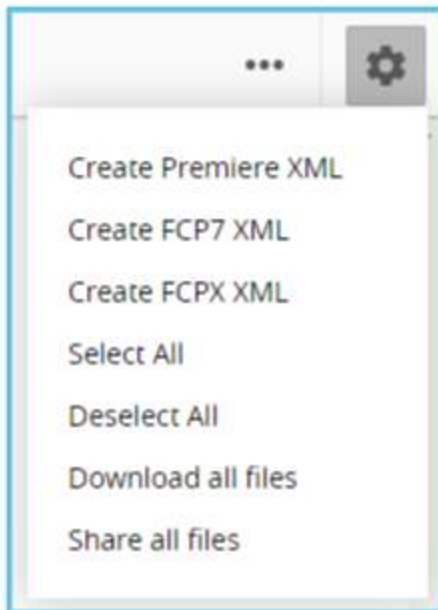 Create Premiere XML
Create FCP7 XML
Create FCPX XML
Select All
Deselect All
Download all files
Share all files